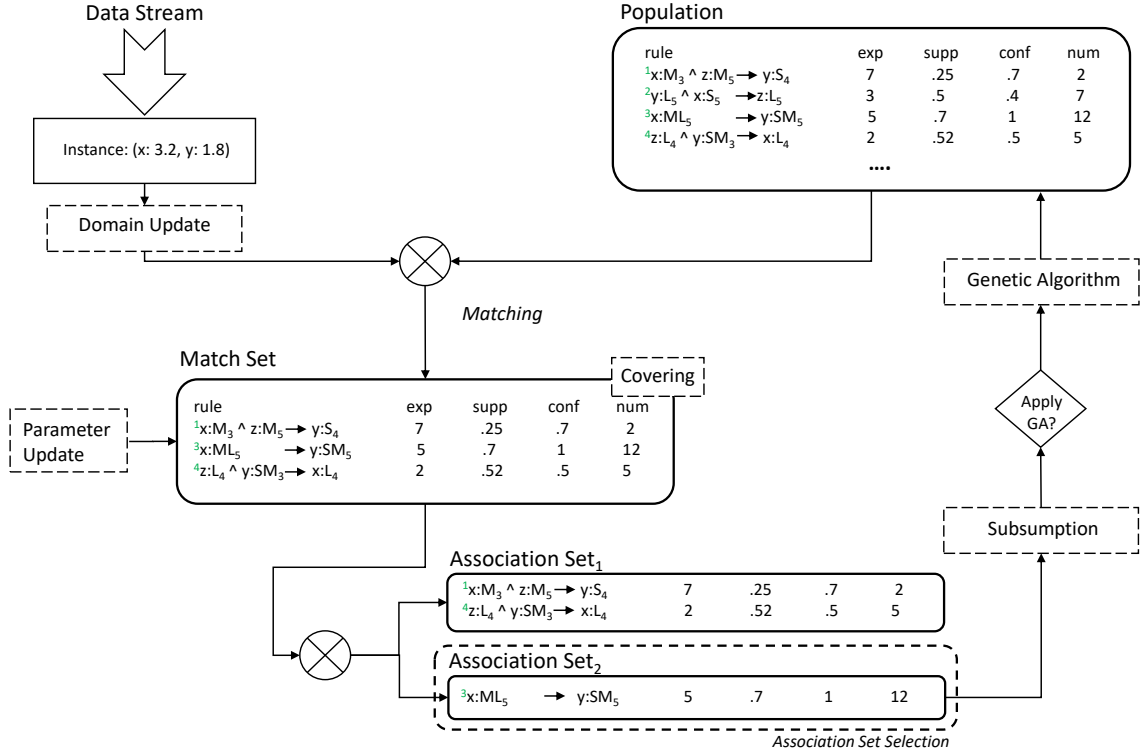 Data Stream
Instance: (x: 3.2, y: 1.8)
Domain Update
Population
rule exp supp conf num
¹x:M₃ ^ z:M₅ → y:S₄ 7 .25 .7 2
²y:L₅ ^ x:S₅ → z:L₅ 3 .5 .4 7
³x:ML₅ → y:SM₅ 5 .7 1 12
⁴z:L₄ ^ y:SM₃ → x:L₄ 2 .52 .5 5
....
Matching
Genetic Algorithm
Match Set
Covering
rule exp supp conf num
¹x:M₃ ^ z:M₅ → y:S₄ 7 .25 .7 2
³x:ML₅ → y:SM₅ 5 .7 1 12
⁴z:L₄ ^ y:SM₃ → x:L₄ 2 .52 .5 5
Parameter
Update
Apply
GA?
Subsumption
Association Set₁
¹x:M₃ ^ z:M₅ → y:S₄ 7 .25 .7 2
⁴z:L₄ ^ y:SM₃ → x:L₄ 2 .52 .5 5
Association Set₂
³x:ML₅ → y:SM₅ 5 .7 1 12
Association Set Selection